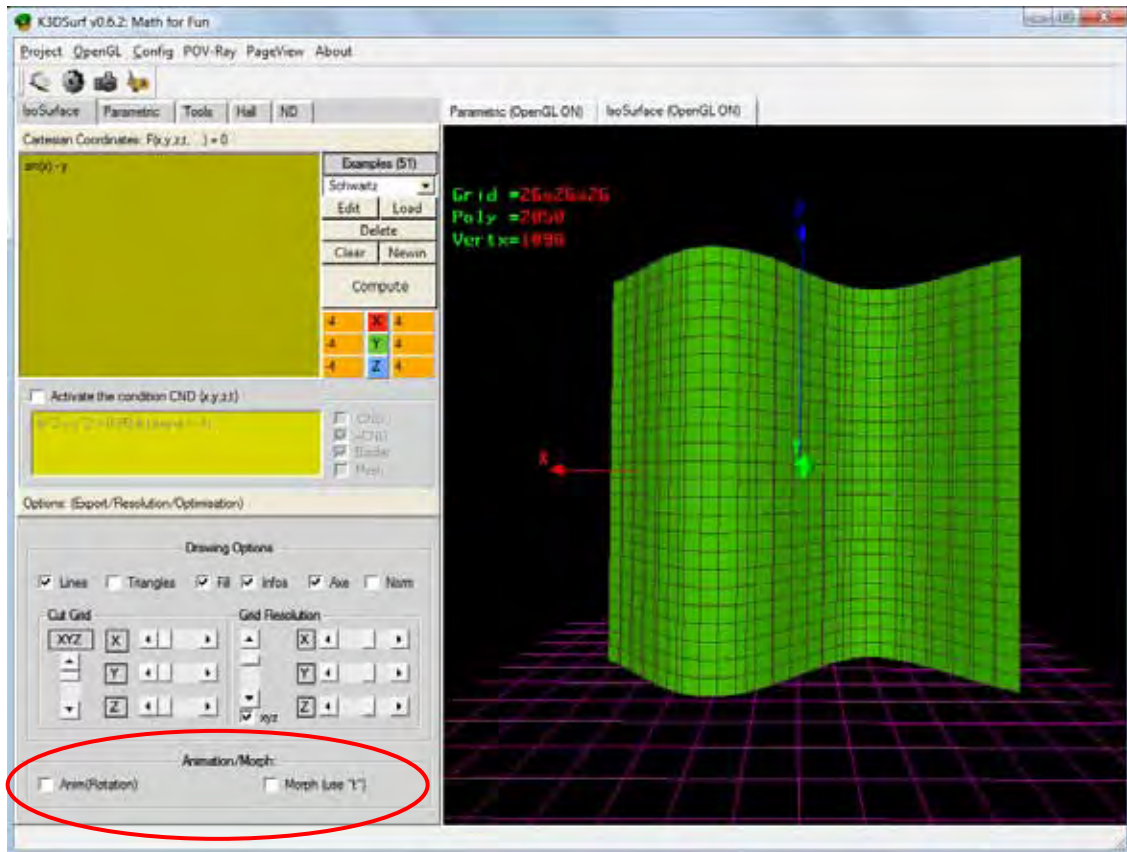 K3DSurf v0.6.2: Math for Fun
Project OpenGL Config POV-Ray PageView About
IsoSurface Parametric Tools Hall ND
Parametric (OpenGL ON) IsoSurface (OpenGL ON)
Cartesian Coordinates: F(x,y,z,t, ...) = 0
sin(x) - y
Examples (51)
Schwartz
Edit Load
Delete
Clear Newin
Compute
-4 X 4
-4 Y 4
-4 Z 4
Grid =26x26x26
Poly =2050
Vertx=1098
Z
Y
X
Activate the condition CND (x,y,z,t)
CND
Border
Mesh
Options: (Export/Resolution/Optimisation)
Drawing Options
Lines Triangles Fill Infos Axe Norm
Cut Grid Grid Resolution
XYZ X X
Y Y
Z xyz Z
Animation/Morph:
Anim(Rotation) Morph (use "t")